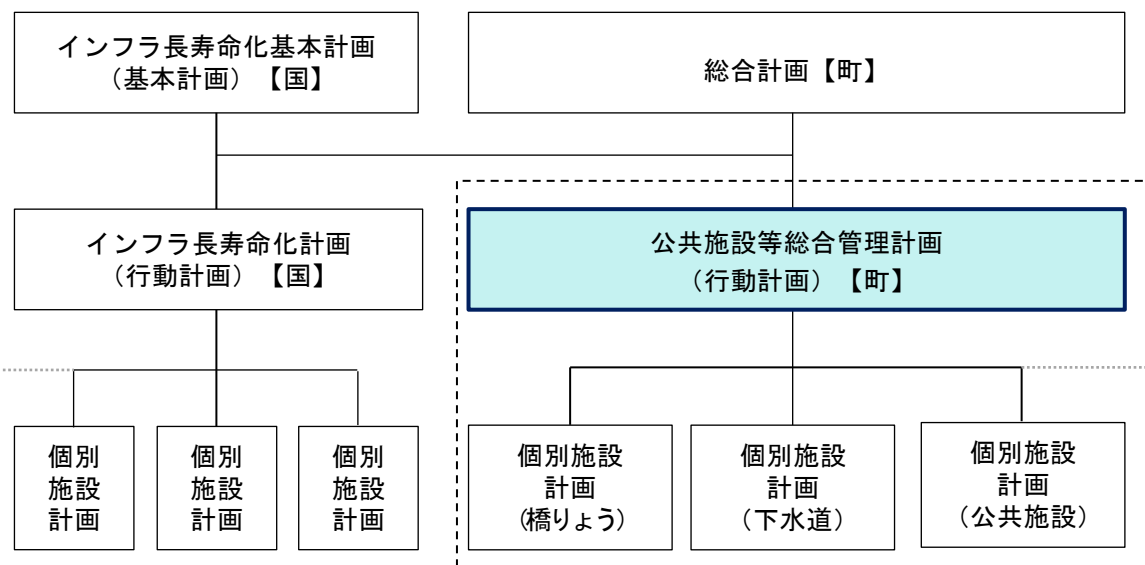 インフラ長寿命化基本計画
（基本計画）【国】
総合計画【町】
インフラ長寿命化計画
（行動計画）【国】
公共施設等総合管理計画
（行動計画）【町】
個別
施設
計画
個別
施設
計画
個別
施設
計画
個別施設
計画
（橋りょう）
個別施設
計画
（下水道）
個別施設
計画
（公共施設）